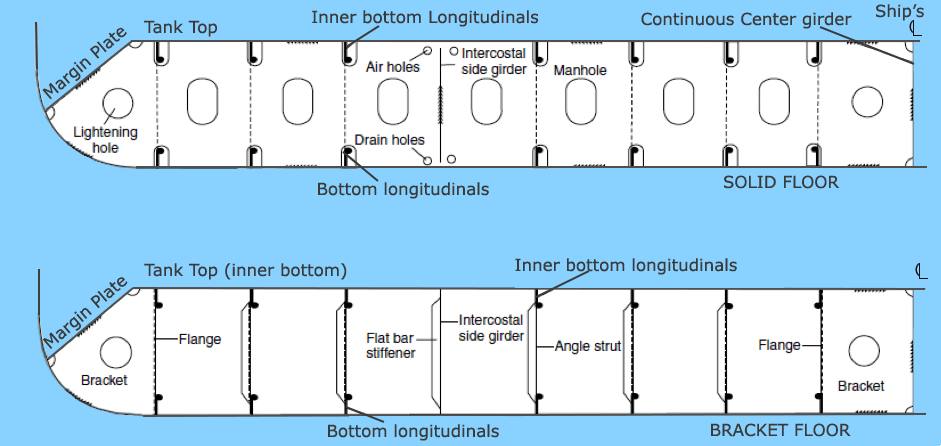 Inner bottom Longitudinals
Continuous Center girder
Ship's
℄
Tank Top
Margin Plate
Air holes
Intercostal
side girder
Manhole
Lightening
hole
Drain holes
Bottom longitudinals
SOLID FLOOR
Inner bottom longitudinals
℄
Tank Top (inner bottom)
Margin Plate
Flange
Flat bar
stiffener
Intercostal
side girder
Angle strut
Flange
Bracket
Bracket
Bottom longitudinals
BRACKET FLOOR